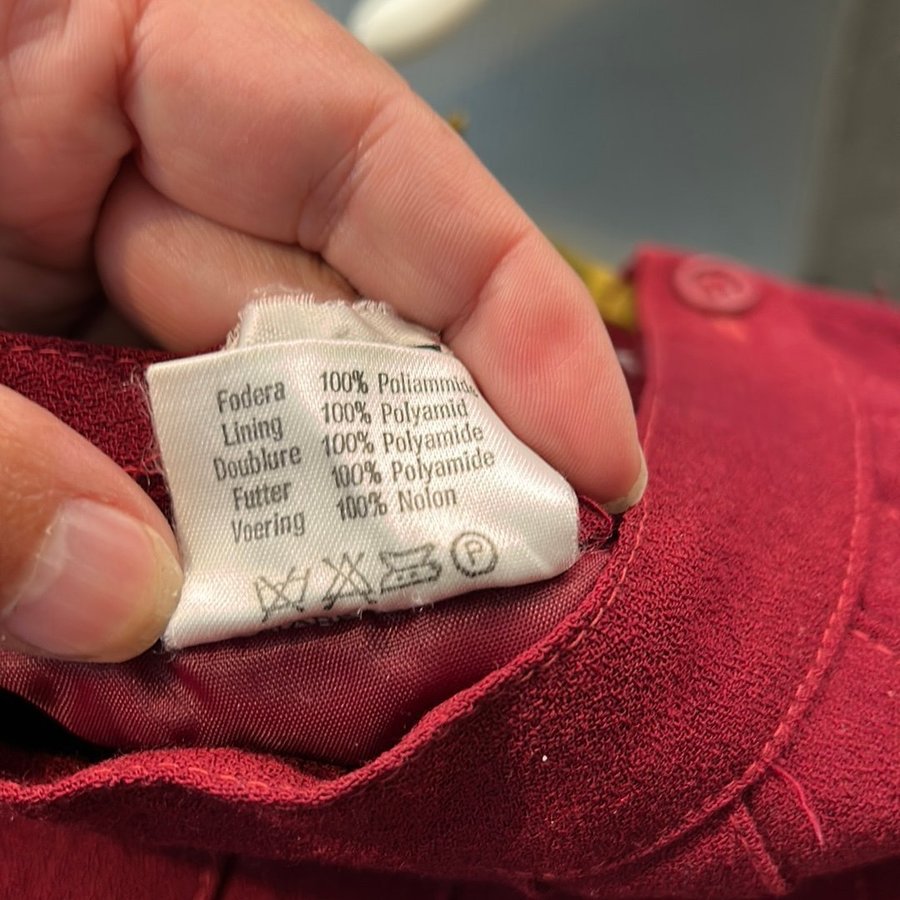 Fodera 100% Poliammide
Lining 100% Polyamid
Doublure 100% Polyamide
Futter 100% Polyamide
Voering 100% Nolon
P